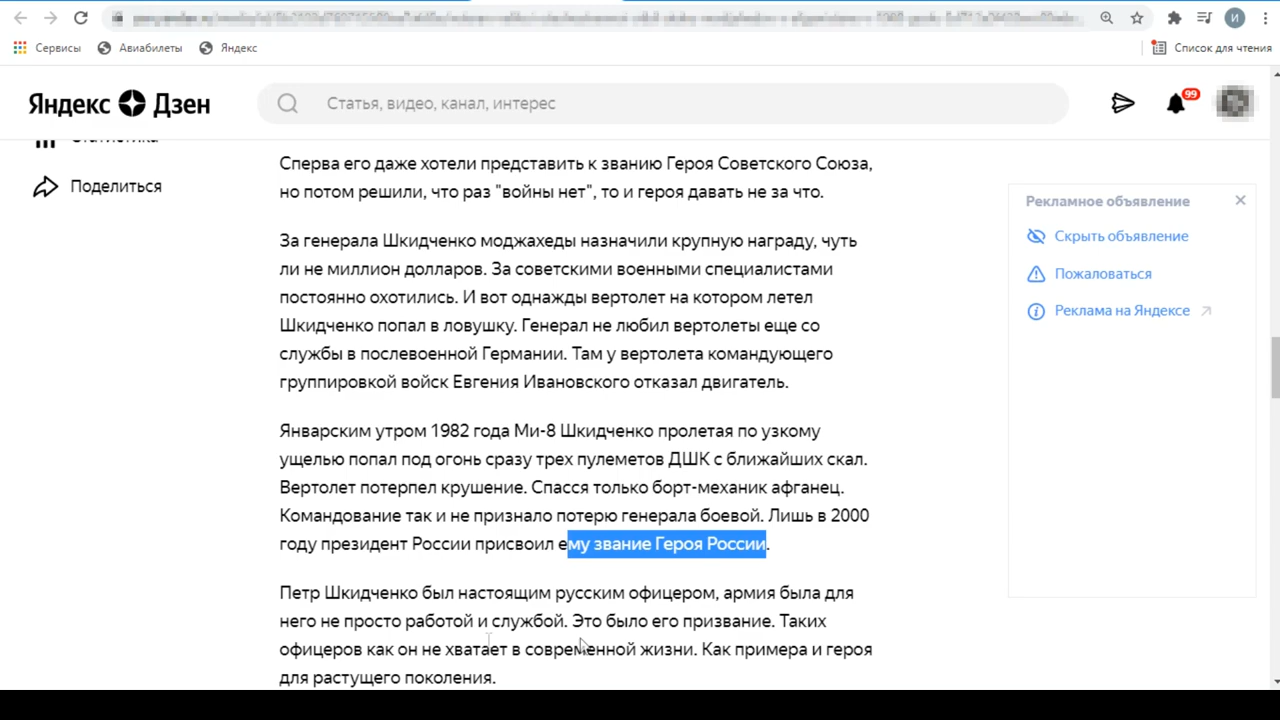 И
Сервисы Авиабилеты Яндекс Список для чтения
Яндекс Дзен Статья, видео, канал, интерес 99
Статистика
Поделиться
Сперва его даже хотели представить к званию Героя Советского Союза,
но потом решили, что раз "войны нет", то и героя давать не за что.
За генерала Шкидченко моджахеды назначили крупную награду, чуть
ли не миллион долларов. За советскими военными специалистами
постоянно охотились. И вот однажды вертолет на котором летел
Шкидченко попал в ловушку. Генерал не любил вертолеты еще со
службы в послевоенной Германии. Там у вертолета командующего
группировкой войск Евгения Ивановского отказал двигатель.
Январским утром 1982 года Ми-8 Шкидченко пролетая по узкому
ущелью попал под огонь сразу трех пулеметов ДШК с ближайших скал.
Вертолет потерпел крушение. Спасся только борт-механик афганец.
Командование так и не признало потерю генерала боевой. Лишь в 2000
году президент России присвоил ему звание Героя России.
Петр Шкидченко был настоящим русским офицером, армия была для
него не просто работой и службой. Это было его призвание. Таких
офицеров как он не хватает в современной жизни. Как примера и героя
для растущего поколения.
Рекламное объявление
Скрыть объявление
Пожаловаться
Реклама на Яндексе